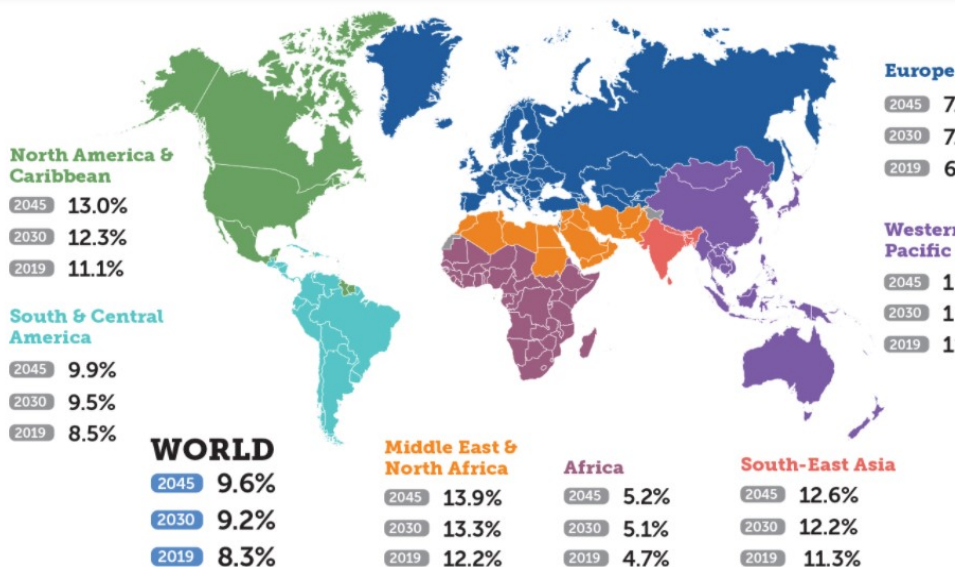 North America &
Caribbean
2045 13.0%
2030 12.3%
2019 11.1%
South & Central
America
2045 9.9%
2030 9.5%
2019 8.5%
WORLD
2045 9.6%
2030 9.2%
2019 8.3%
Middle East &
North Africa
2045 13.9%
2030 13.3%
2019 12.2%
Africa
2045 5.2%
2030 5.1%
2019 4.7%
South-East Asia
2045 12.6%
2030 12.2%
2019 11.3%
Europe
2045
2030
2019
Western
Pacific
2045
2030
2019